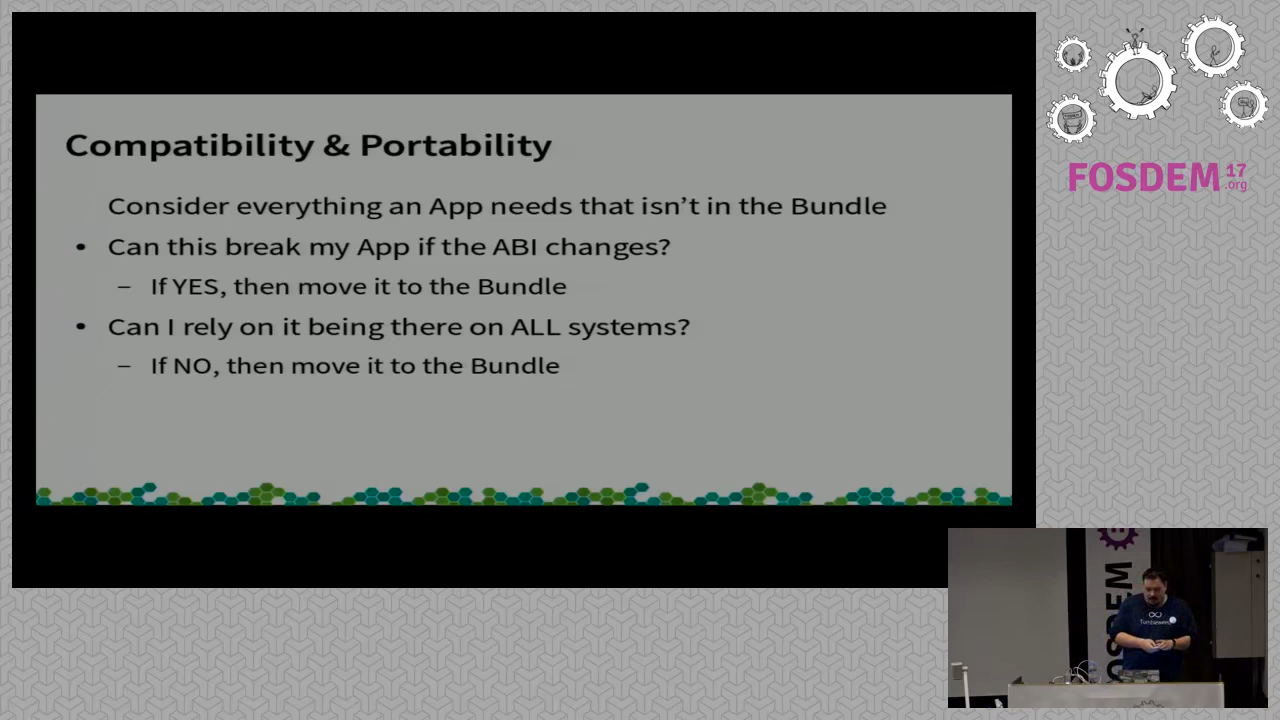 Compatibility & Portability
Consider everything an App needs that isn't in the Bundle
• Can this break my App if the ABI changes?
– If YES, then move it to the Bundle
• Can I rely on it being there on ALL systems?
– If NO, then move it to the Bundle
FOSDEM 17
.org
OSDEM
Tumbleweed